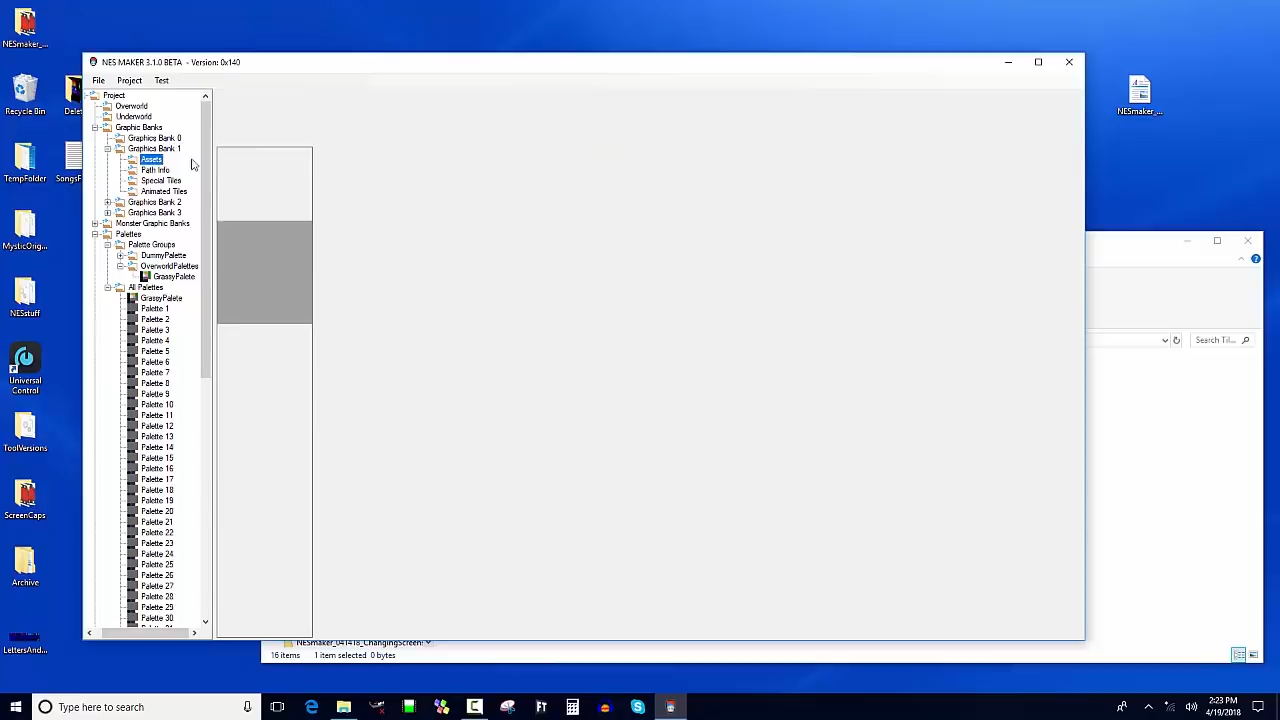 NESmaker_...
Recycle Bin
Delet
TempFolder
SongsF
MysticOrig...
NESstuff
Universal
Control
ToolVersions
ScreenCaps
Archive
LettersAnd...
NES MAKER 3.1.0 BETA - Version: 0x140
File Project Test
Project
Overworld
Underworld
Graphic Banks
Graphics Bank 0
Graphics Bank 1
Assets
Path Info
Special Tiles
Animated Tiles
Graphics Bank 2
Graphics Bank 3
Monster Graphic Banks
Palettes
Palette Groups
DummyPalette
OverworldPalettes
GrassyPalete
All Palettes
GrassyPalete
Palette 1
Palette 2
Palette 3
Palette 4
Palette 5
Palette 6
Palette 7
Palette 8
Palette 9
Palette 10
Palette 11
Palette 12
Palette 13
Palette 14
Palette 15
Palette 16
Palette 17
Palette 18
Palette 19
Palette 20
Palette 21
Palette 22
Palette 23
Palette 24
Palette 25
Palette 26
Palette 27
Palette 28
Palette 29
Palette 30
NESmaker_...
Search Til...
NESmaker_041418_ChangingScreen:
16 items 1 item selected 0 bytes
Type here to search
2:23 PM
4/19/2018